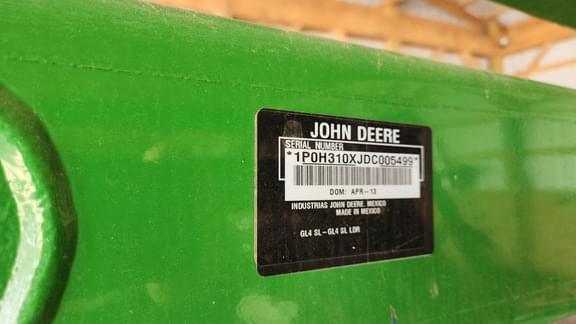 JOHN DEERE
SERIAL NUMBER
*1P0H310XJDC005499*
DOM: APR-13
INDUSTRIAS JOHN DEERE, MEXICO
MADE IN MEXICO
GL4 SL-GL4 SL LDR